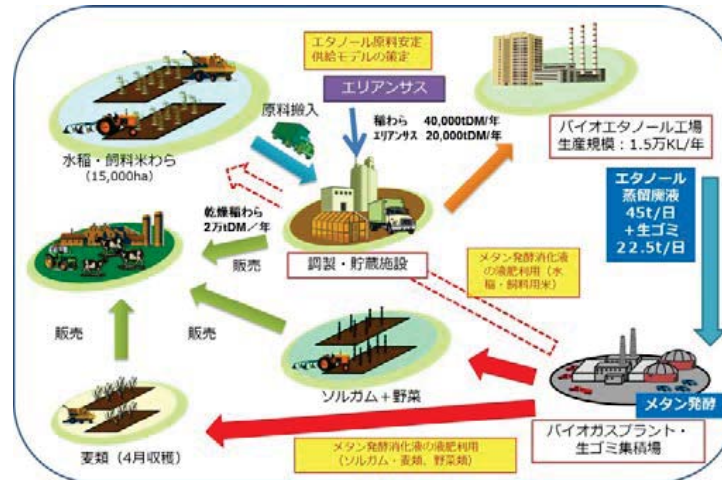 エタノール原料安定
供給モデルの策定
エリアンサス
原料搬入
稲わら 40,000tDM/年
エリアンサス 20,000tDM/年
水稲・飼料米わら
(15,000ha)
バイオエタノール工場
生産規模：1.5万KL/年
エタノール
蒸留廃液
45t/日
+生ゴミ
22.5t/日
乾燥稲わら
2万tDM／年
販売
調製・貯蔵施設
メタン発酵消化液
の液肥利用（水
稲・飼料用米）
販売
販売
ソルガム＋野菜
メタン発酵
バイオガスプラント・
生ゴミ集積場
麦類（4月収穫）
メタン発酵消化液の液肥利用
（ソルガム・麦類、野菜類）